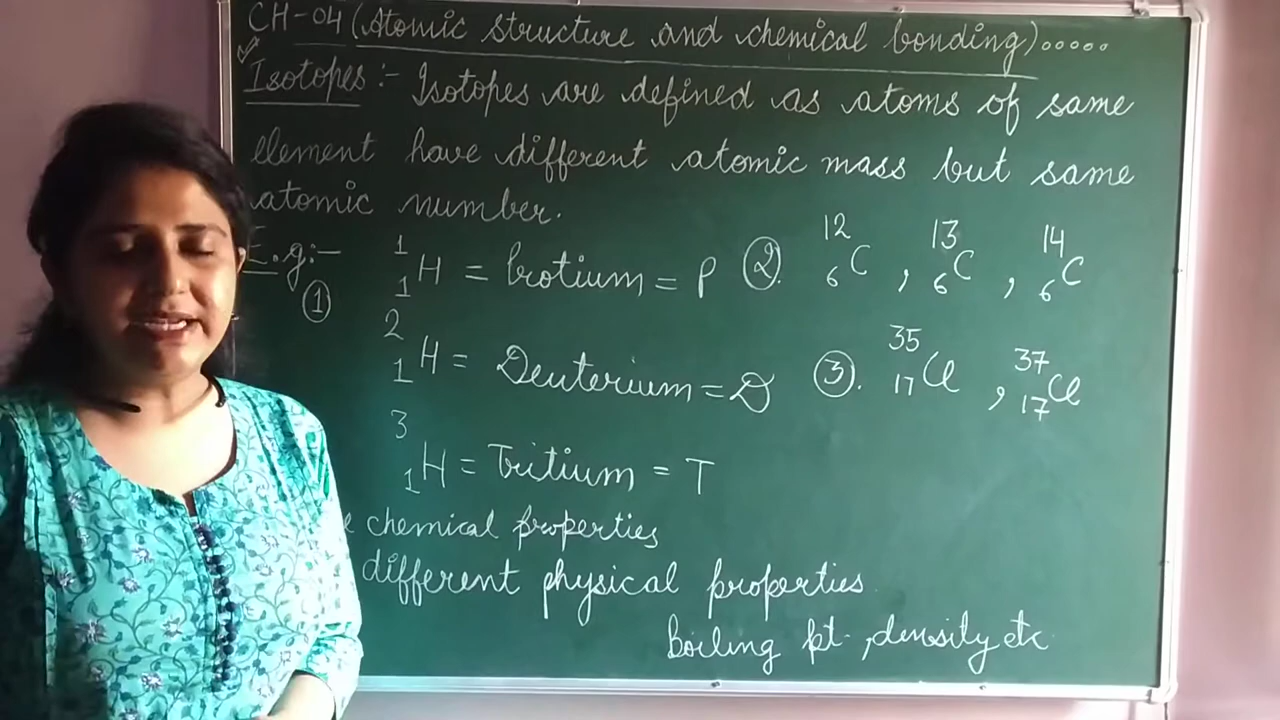 CH-04 (Atomic structure and chemical bonding).....
Isotopes :- Isotopes are defined as atoms of same
element have different atomic mass but same
atomic number.
E.g:-
① ¹₁H = Protium = P
²₁H = Deuterium = D
³₁H = Tritium = T
②. ¹²₆C , ¹³₆C , ¹⁴₆C
③. ³⁵₁₇Cl , ³⁷₁₇Cl
chemical properties
different physical properties.
Boiling pt. , density etc